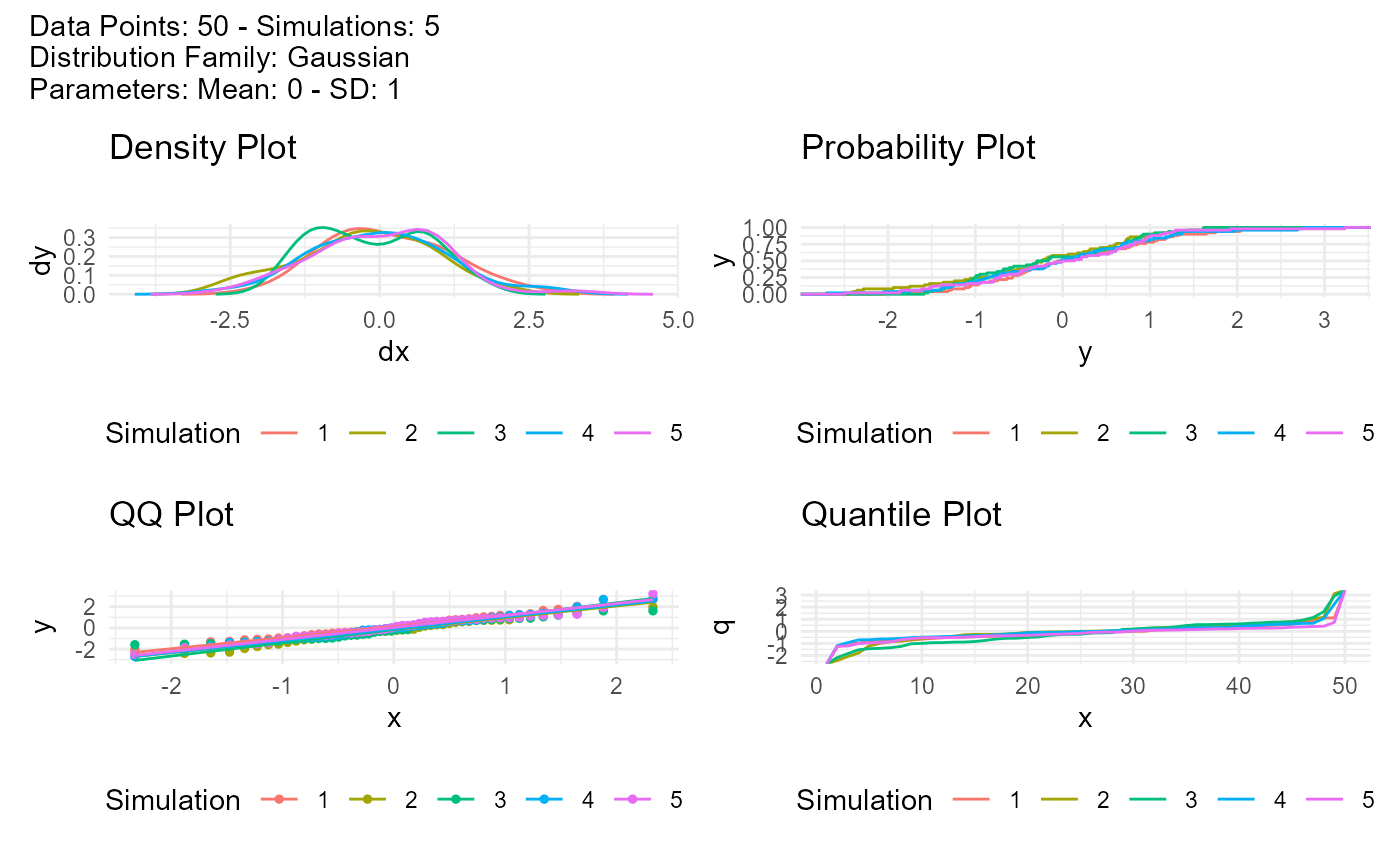 Data Points: 50 - Simulations: 5
Distribution Family: Gaussian
Parameters: Mean: 0 - SD: 1
Density Plot
dy
0.3
0.2
0.1
0.0
-2.5 0.0 2.5 5.0
dx
Simulation 1 2 3 4 5
Probability Plot
y
1.00
0.75
0.50
0.25
0.00
-2 -1 0 1 2 3
y
Simulation 1 2 3 4 5
QQ Plot
y
2
0
-2
-2 -1 0 1 2
x
Simulation 1 2 3 4 5
Quantile Plot
q
3
2
1
0
-1
-2
0 10 20 30 40 50
x
Simulation 1 2 3 4 5